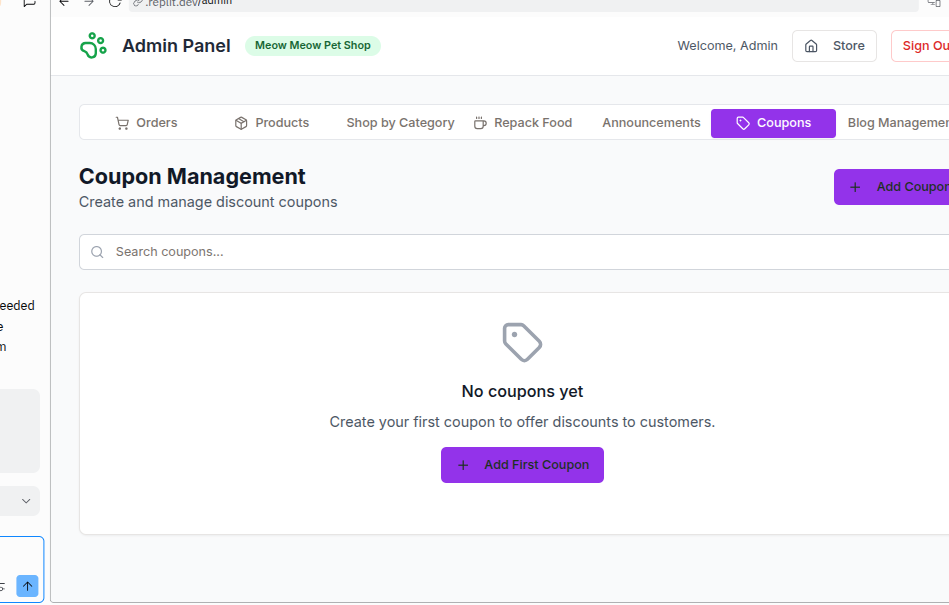 .replit.dev/admin
Admin Panel
Meow Meow Pet Shop
Welcome, Admin
Store
Sign Ou
Orders
Products
Shop by Category
Repack Food
Announcements
Coupons
Blog Managemen
Coupon Management
Create and manage discount coupons
Add Coupon
Search coupons...
eeded
e
m
No coupons yet
Create your first coupon to offer discounts to customers.
Add First Coupon